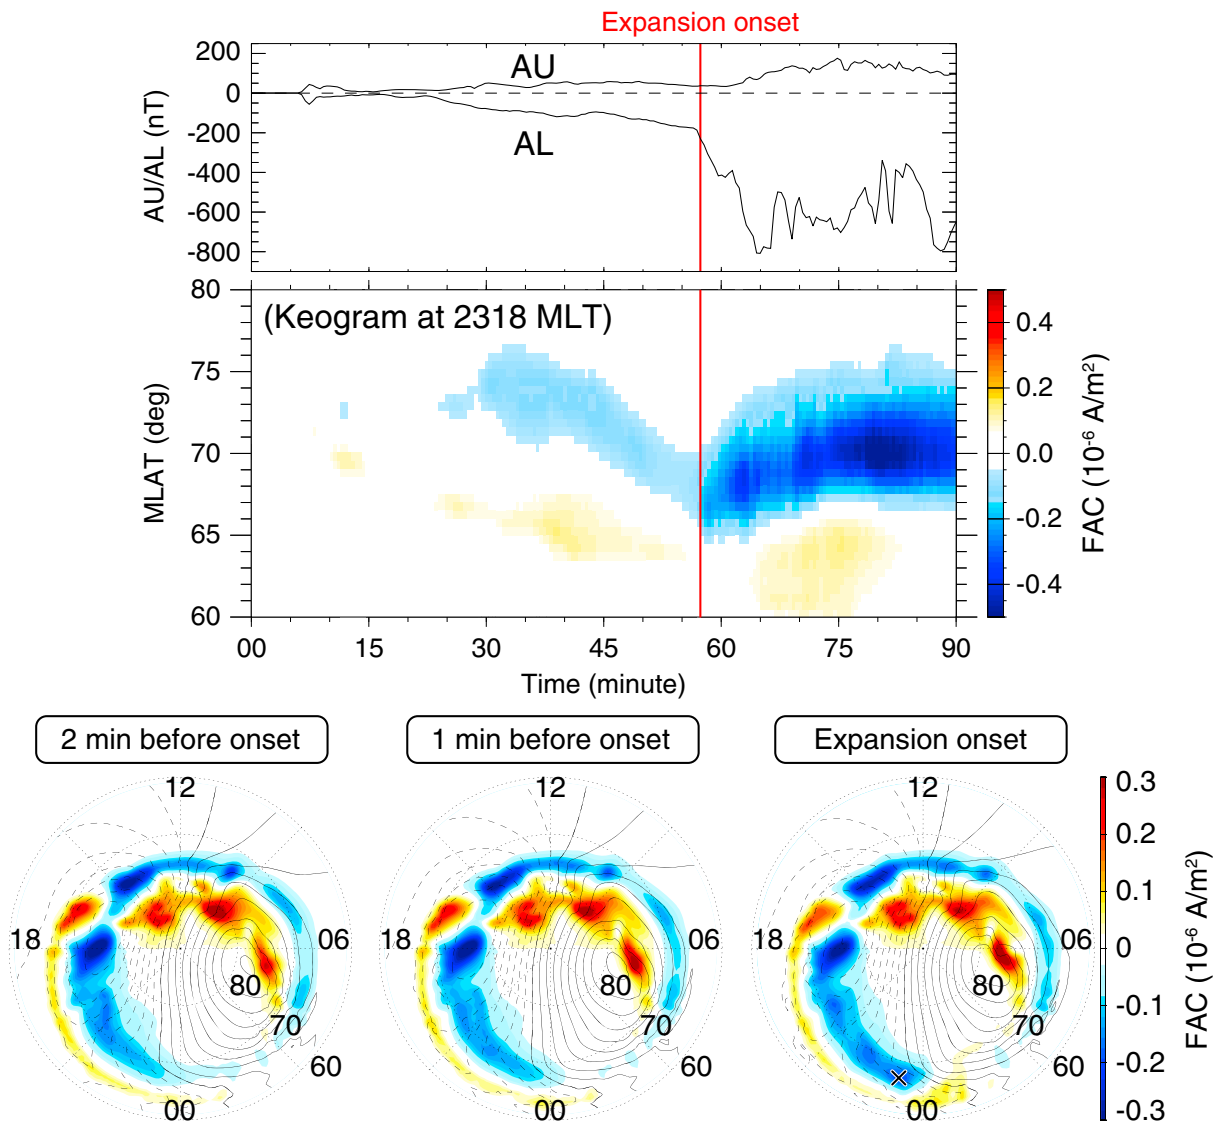 Expansion onset
200
0
-200
-400
-600
-800
AU/AL (nT)
AU
AL
(Keogram at 2318 MLT)
80
75
70
65
60
MLAT (deg)
00 15 30 45 60 75 90
Time (minute)
0.4
0.2
0.0
-0.2
-0.4
FAC (10⁻⁶ A/m²)
2 min before onset 1 min before onset Expansion onset
12 12 12
18 06 18 06 18 06
80 80 80
70 70 70
60 60 60
00 00 00
0.3
0.2
0.1
0
-0.1
-0.2
-0.3
FAC (10⁻⁶ A/m²)